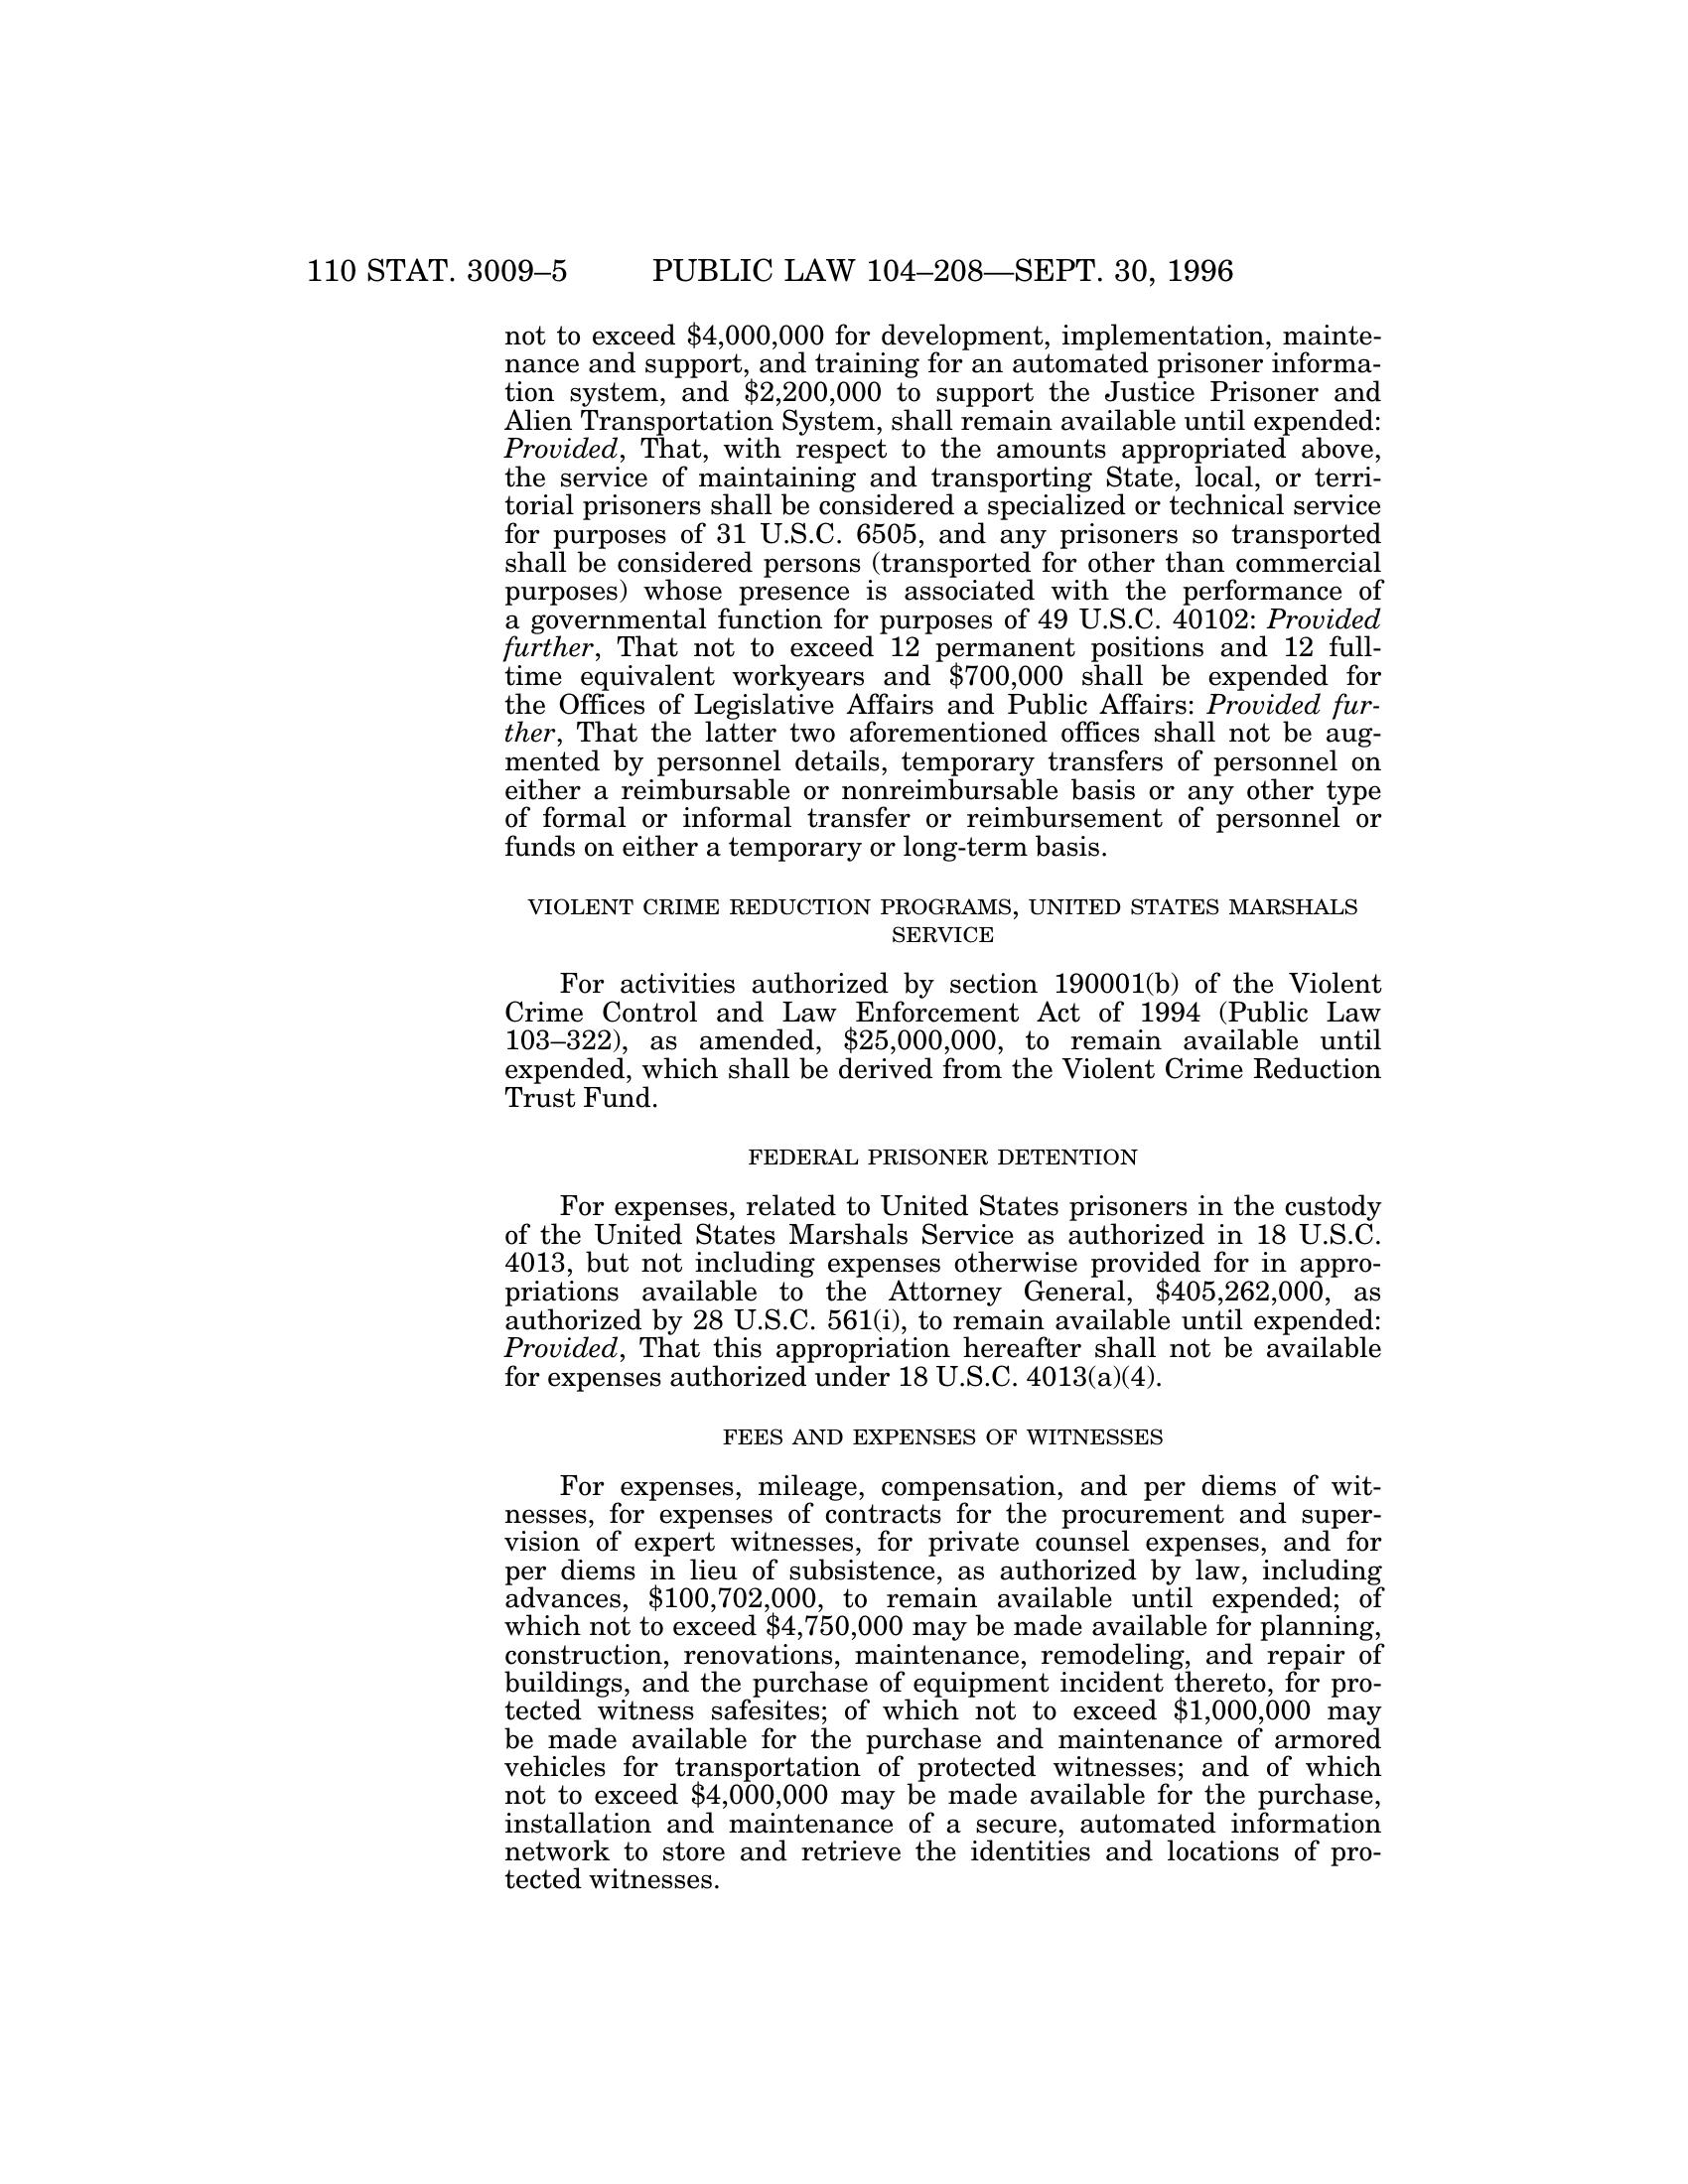 110 STAT. 3009–5 PUBLIC LAW 104–208—SEPT. 30, 1996
not to exceed $4,000,000 for development, implementation, mainte-
nance and support, and training for an automated prisoner informa-
tion system, and $2,200,000 to support the Justice Prisoner and
Alien Transportation System, shall remain available until expended:
Provided, That, with respect to the amounts appropriated above,
the service of maintaining and transporting State, local, or terri-
torial prisoners shall be considered a specialized or technical service
for purposes of 31 U.S.C. 6505, and any prisoners so transported
shall be considered persons (transported for other than commercial
purposes) whose presence is associated with the performance of
a governmental function for purposes of 49 U.S.C. 40102: Provided
further, That not to exceed 12 permanent positions and 12 full-
time equivalent workyears and $700,000 shall be expended for
the Offices of Legislative Affairs and Public Affairs: Provided fur-
ther, That the latter two aforementioned offices shall not be aug-
mented by personnel details, temporary transfers of personnel on
either a reimbursable or nonreimbursable basis or any other type
of formal or informal transfer or reimbursement of personnel or
funds on either a temporary or long-term basis.
VIOLENT CRIME REDUCTION PROGRAMS, UNITED STATES MARSHALS
SERVICE
For activities authorized by section 190001(b) of the Violent
Crime Control and Law Enforcement Act of 1994 (Public Law
103–322), as amended, $25,000,000, to remain available until
expended, which shall be derived from the Violent Crime Reduction
Trust Fund.
FEDERAL PRISONER DETENTION
For expenses, related to United States prisoners in the custody
of the United States Marshals Service as authorized in 18 U.S.C.
4013, but not including expenses otherwise provided for in appro-
priations available to the Attorney General, $405,262,000, as
authorized by 28 U.S.C. 561(i), to remain available until expended:
Provided, That this appropriation hereafter shall not be available
for expenses authorized under 18 U.S.C. 4013(a)(4).
FEES AND EXPENSES OF WITNESSES
For expenses, mileage, compensation, and per diems of wit-
nesses, for expenses of contracts for the procurement and super-
vision of expert witnesses, for private counsel expenses, and for
per diems in lieu of subsistence, as authorized by law, including
advances, $100,702,000, to remain available until expended; of
which not to exceed $4,750,000 may be made available for planning,
construction, renovations, maintenance, remodeling, and repair of
buildings, and the purchase of equipment incident thereto, for pro-
tected witness safesites; of which not to exceed $1,000,000 may
be made available for the purchase and maintenance of armored
vehicles for transportation of protected witnesses; and of which
not to exceed $4,000,000 may be made available for the purchase,
installation and maintenance of a secure, automated information
network to store and retrieve the identities and locations of pro-
tected witnesses.